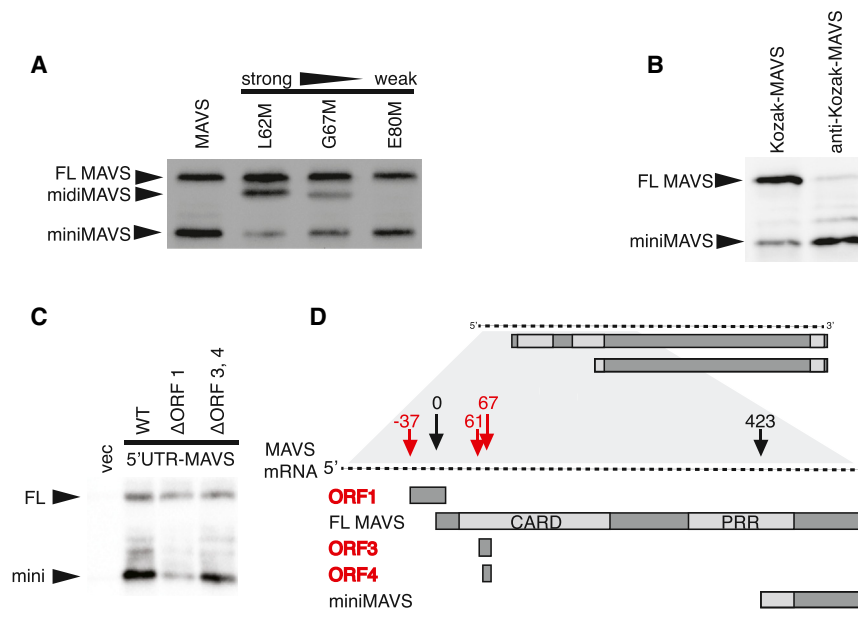 A
strong weak
MAVS
L62M
G67M
E80M
FL MAVS
midiMAVS
miniMAVS
B
Kozak-MAVS
anti-Kozak-MAVS
FL MAVS
miniMAVS
C
vec
WT
ΔORF 1
ΔORF 3, 4
5'UTR-MAVS
FL
mini
D
5' 3'
-37
0
61
67
423
MAVS
mRNA 5'
ORF1
FL MAVS CARD PRR
ORF3
ORF4
miniMAVS